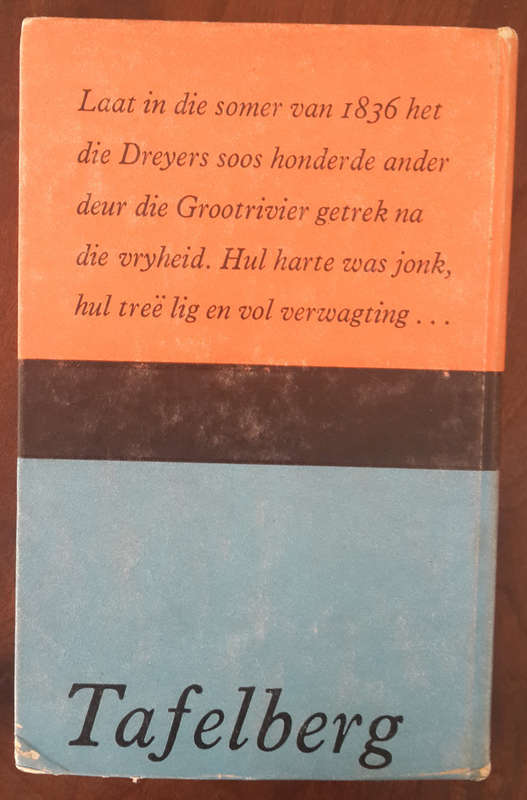 Laat in die somer van 1836 het
die Dreyers soos honderde ander
deur die Grootrivier getrek na
die vryheid. Hul harte was jonk,
hul treë lig en vol verwagting ...
Tafelberg